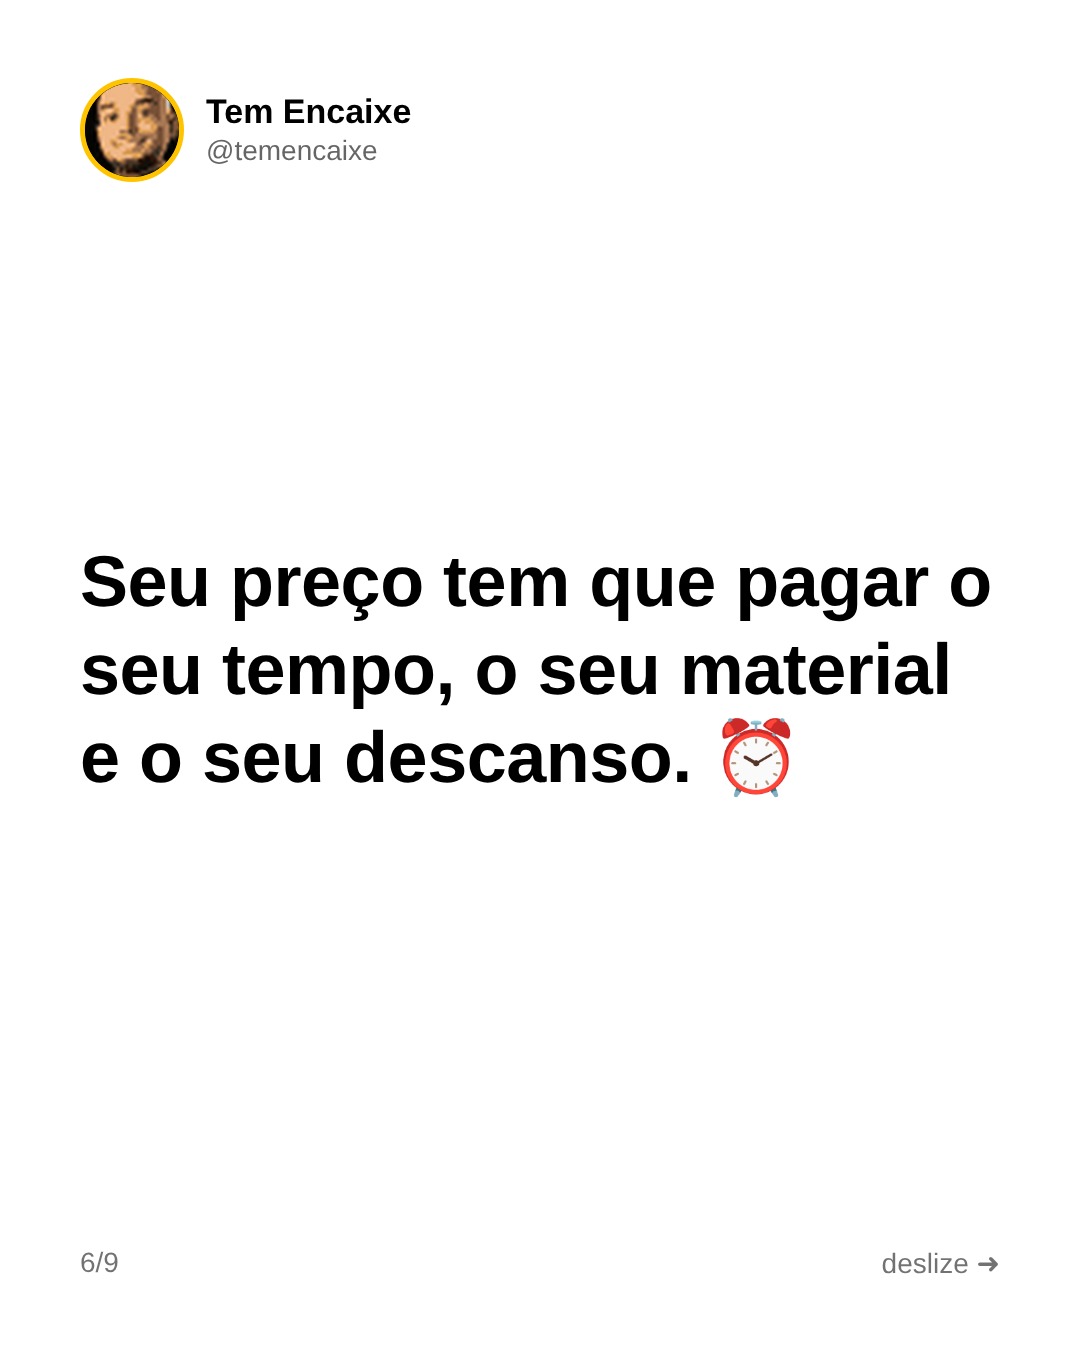 Tem Encaixe
@temencaixe
Seu preço tem que pagar o
seu tempo, o seu material
e o seu descanso. ⏰
6/9
deslize ➜